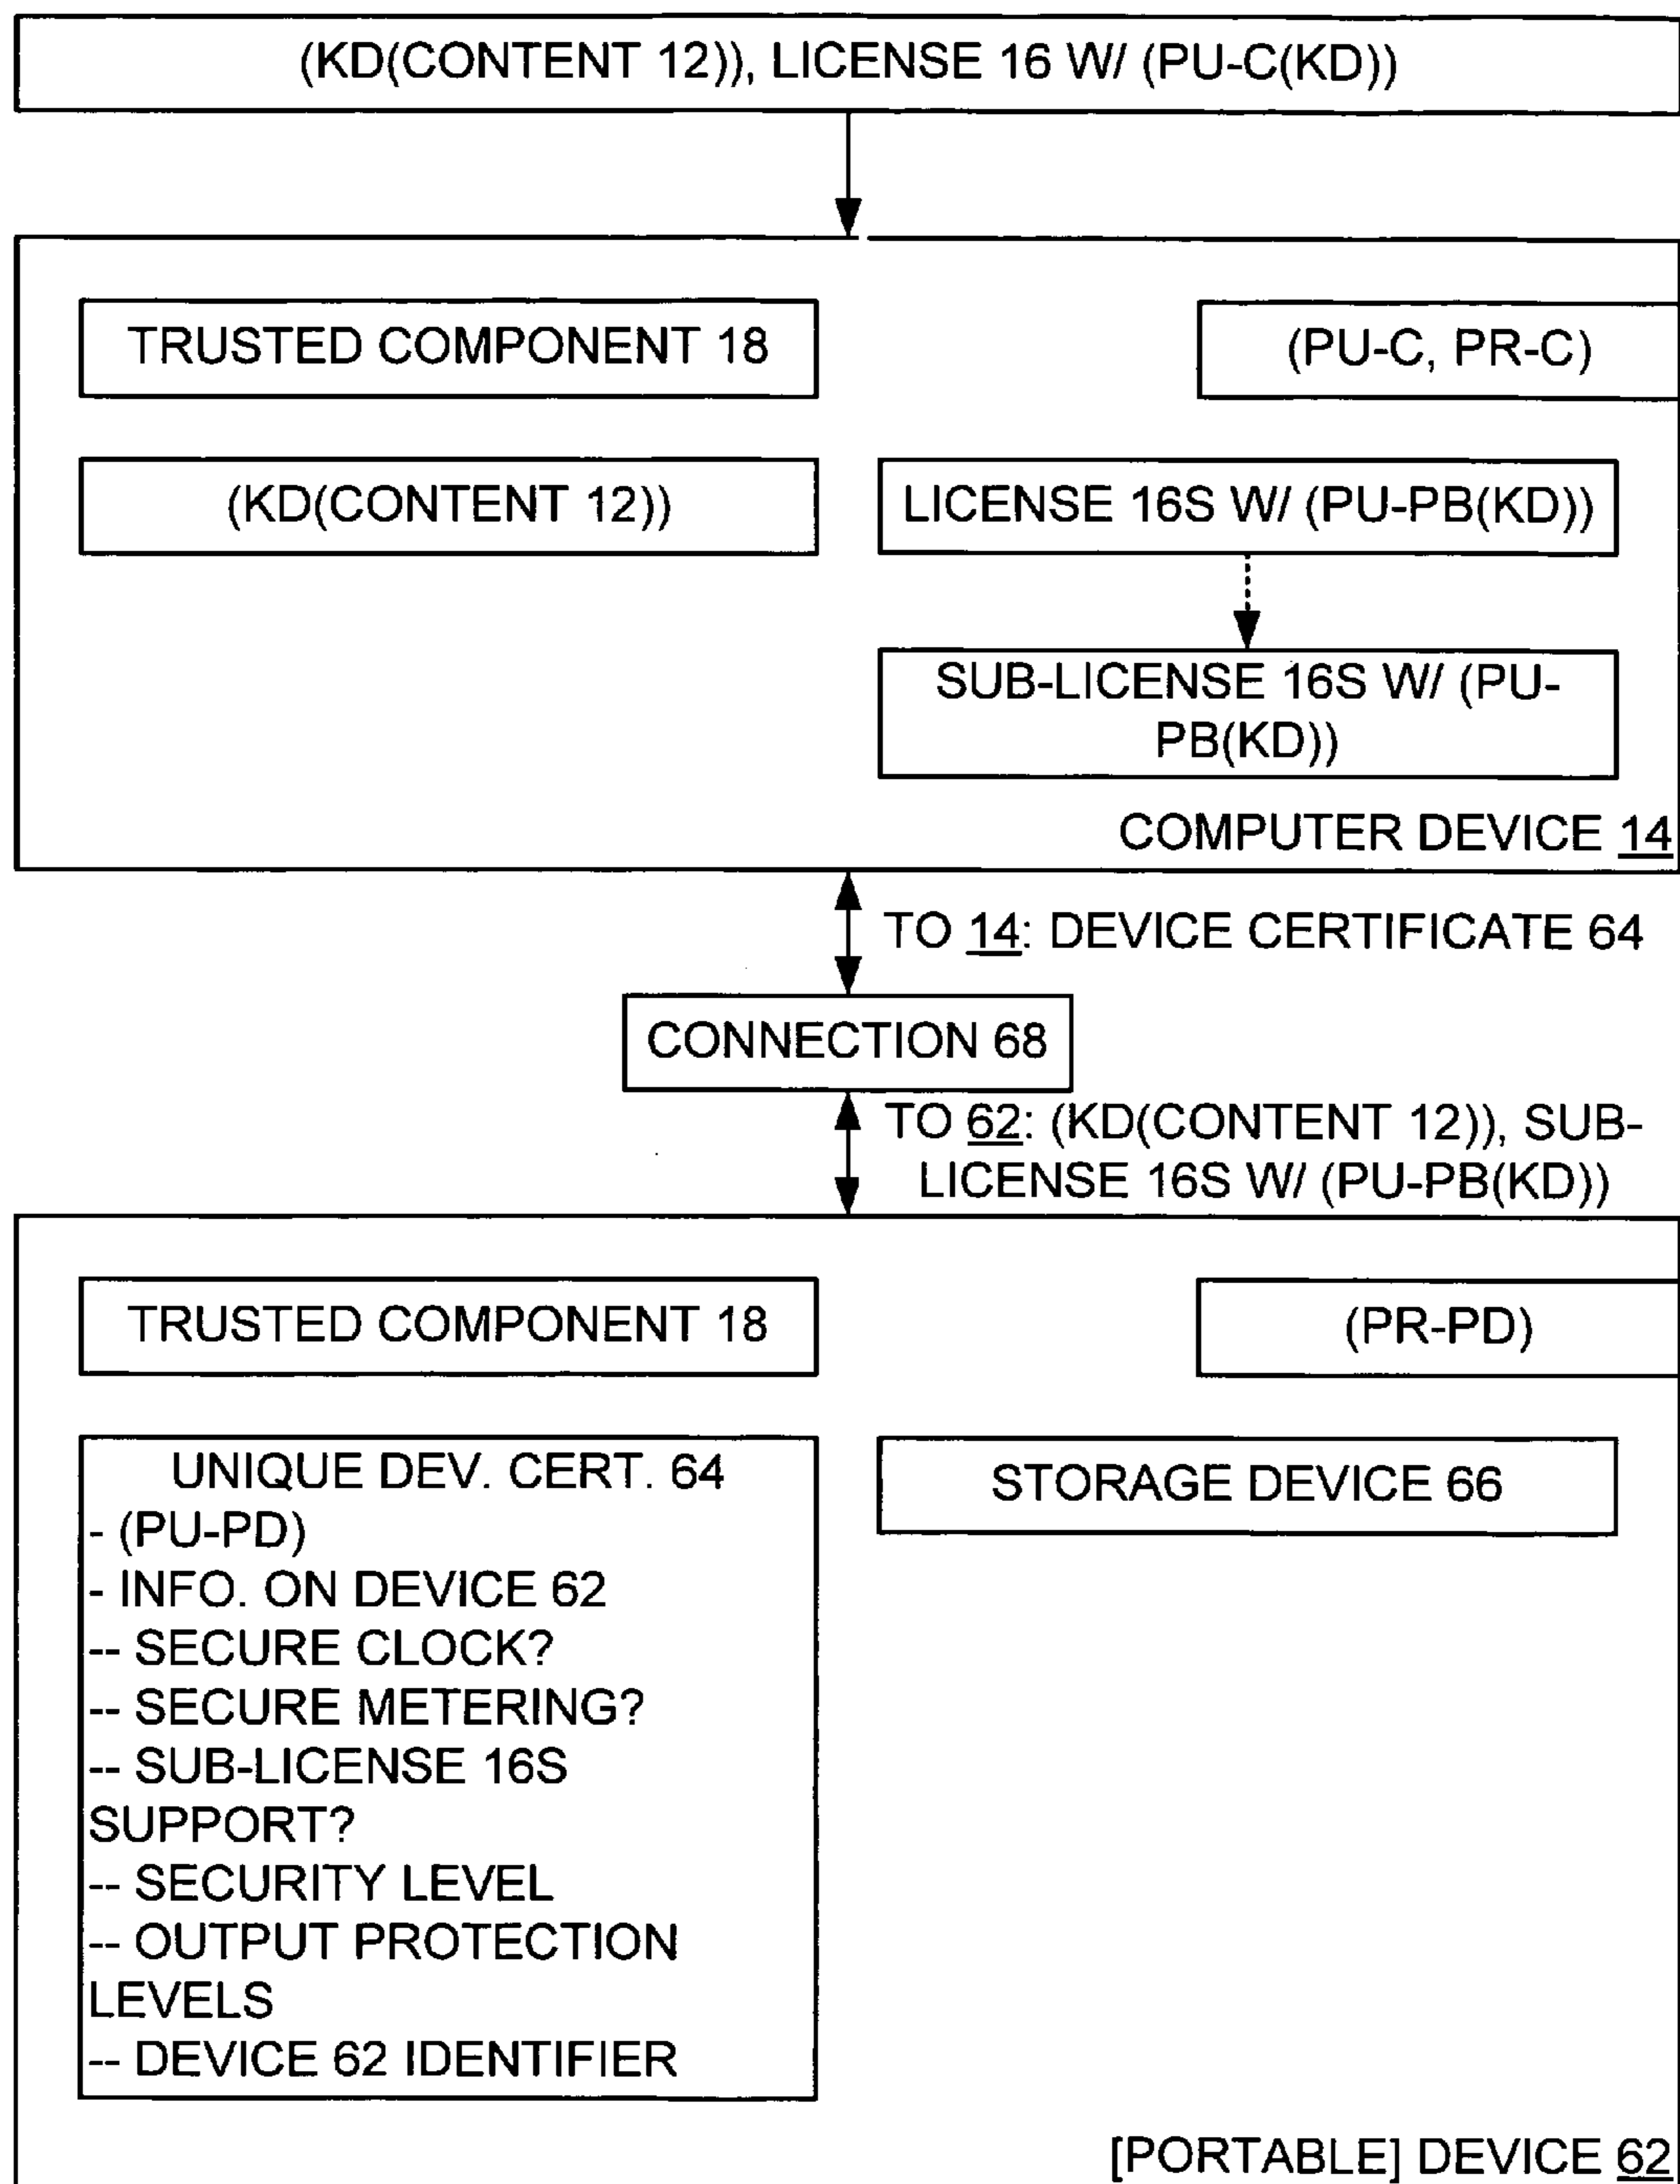 (KD(CONTENT 12)), LICENSE 16 W/ (PU-C(KD))
TRUSTED COMPONENT 18
(PU-C, PR-C)
(KD(CONTENT 12))
LICENSE 16S W/ (PU-PB(KD))
SUB-LICENSE 16S W/ (PU-
PB(KD))
COMPUTER DEVICE 14
TO 14: DEVICE CERTIFICATE 64
CONNECTION 68
TO 62: (KD(CONTENT 12)), SUB-
LICENSE 16S W/ (PU-PB(KD))
TRUSTED COMPONENT 18
(PR-PD)
UNIQUE DEV. CERT. 64
- (PU-PD)
- INFO. ON DEVICE 62
-- SECURE CLOCK?
-- SECURE METERING?
-- SUB-LICENSE 16S
SUPPORT?
-- SECURITY LEVEL
-- OUTPUT PROTECTION
LEVELS
-- DEVICE 62 IDENTIFIER
STORAGE DEVICE 66
[PORTABLE] DEVICE 62